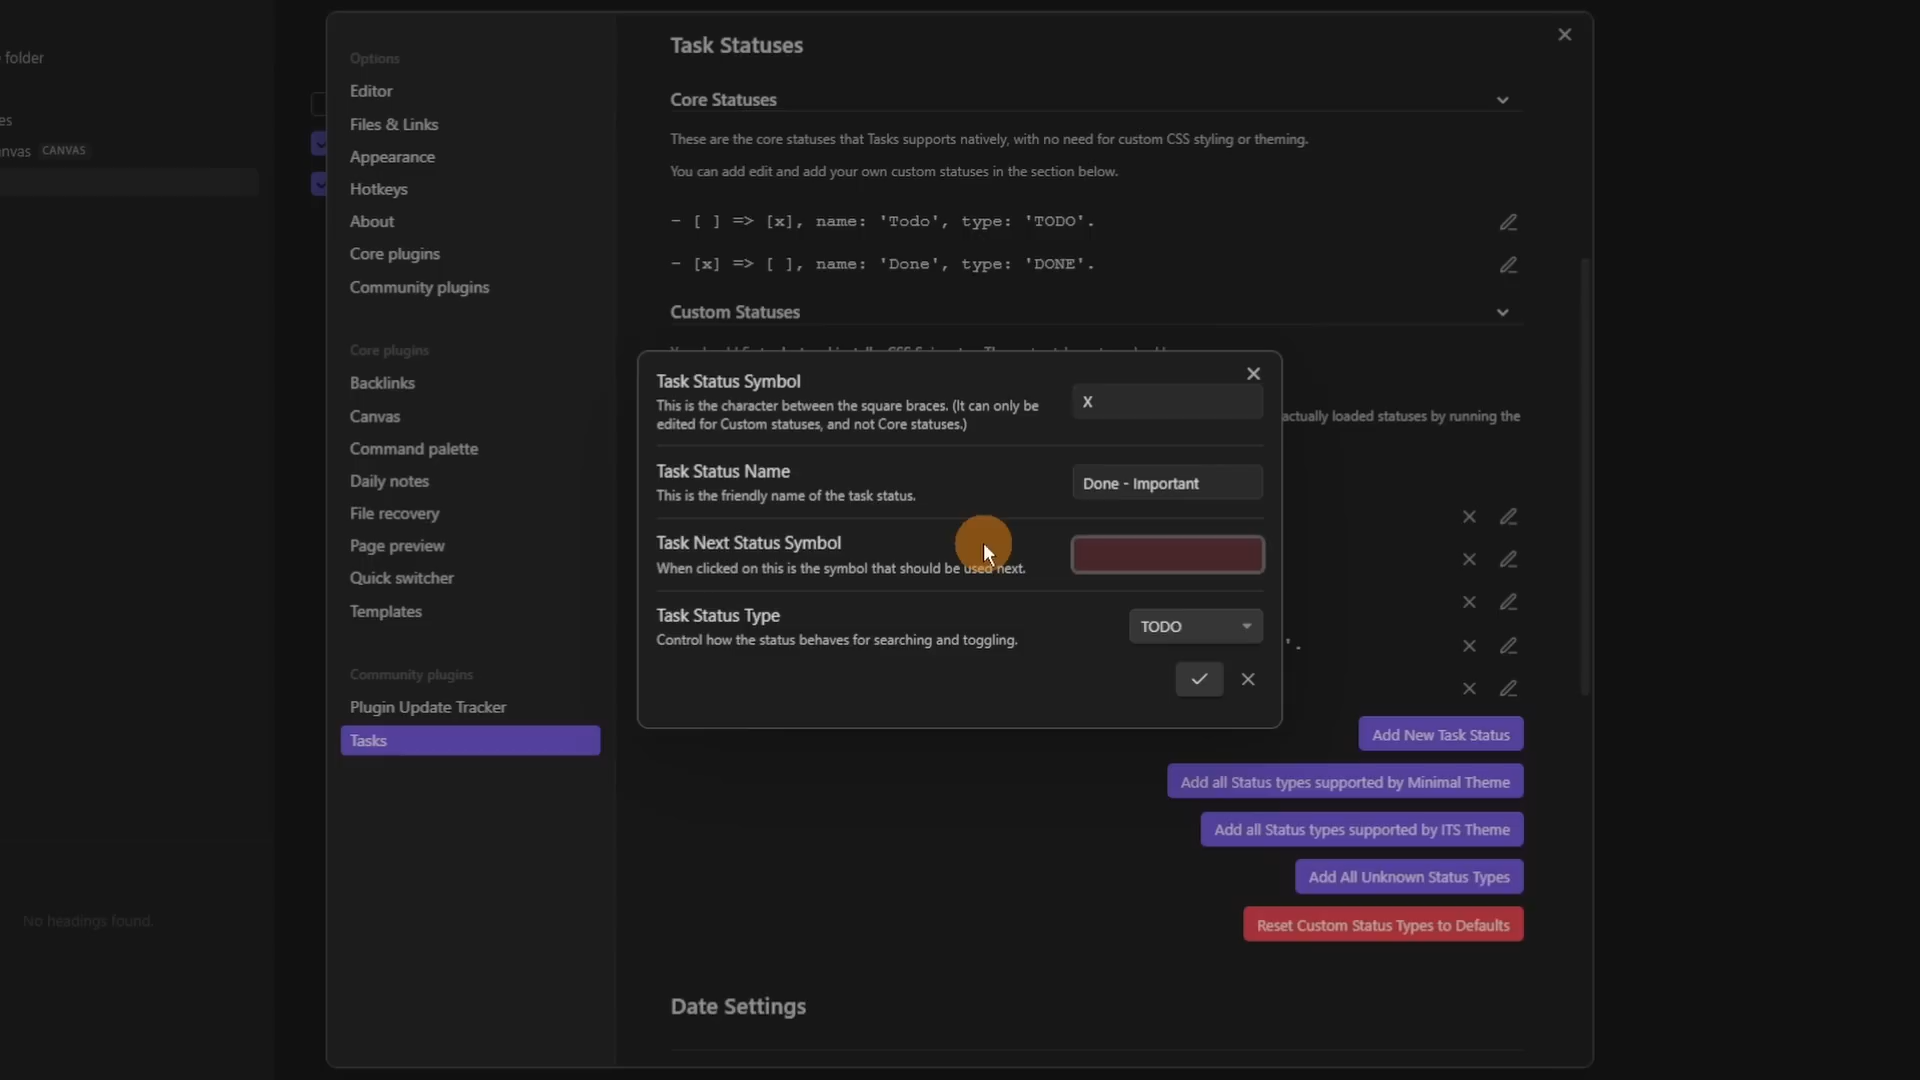 folder
es
nvas CANVAS
No headings found.
Options
Editor
Files & Links
Appearance
Hotkeys
About
Core plugins
Community plugins
Core plugins
Backlinks
Canvas
Command palette
Daily notes
File recovery
Page preview
Quick switcher
Templates
Community plugins
Plugin Update Tracker
Tasks
Task Statuses
Core Statuses
These are the core statuses that Tasks supports natively, with no need for custom CSS styling or theming.
You can add edit and add your own custom statuses in the section below.
- [ ] => [x], name: 'Todo', type: 'TODO'.
- [x] => [ ], name: 'Done', type: 'DONE'.
Custom Statuses
actually loaded statuses by running the
'.
Task Status Symbol
This is the character between the square braces. (It can only be
edited for Custom statuses, and not Core statuses.)
X
Task Status Name
This is the friendly name of the task status.
Done - Important
Task Next Status Symbol
When clicked on this is the symbol that should be used next.
Task Status Type
Control how the status behaves for searching and toggling.
TODO
Add New Task Status
Add all Status types supported by Minimal Theme
Add all Status types supported by ITS Theme
Add All Unknown Status Types
Reset Custom Status Types to Defaults
Date Settings